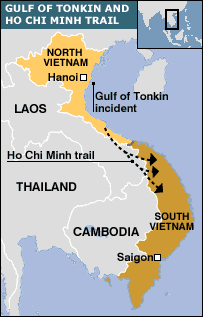 GULF OF TONKIN AND
HO CHI MINH TRAIL
NORTH
VIETNAM
Hanoi
LAOS
Gulf of Tonkin
incident
Ho Chi Minh trail
THAILAND
SOUTH
VIETNAM
CAMBODIA
Saigon